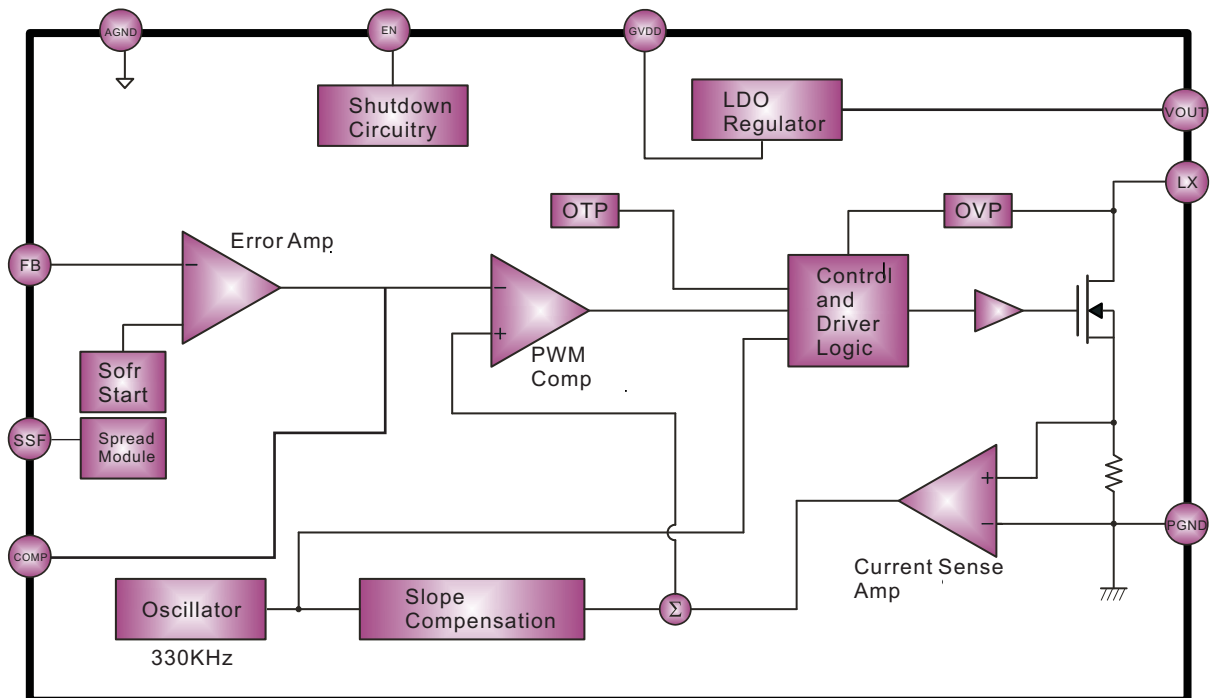 AGND
EN
GVDD
Shutdown
Circuitry
LDO
Regulator
VOUT
LX
OTP
OVP
Error Amp
FB
−
−
+
Control
and
Driver
Logic
PWM
Comp
Sofr
Start
SSF
Spread
Module
+
−
PGND
COMP
Current Sense
Amp
Oscillator
Slope
Compensation
Σ
330KHz